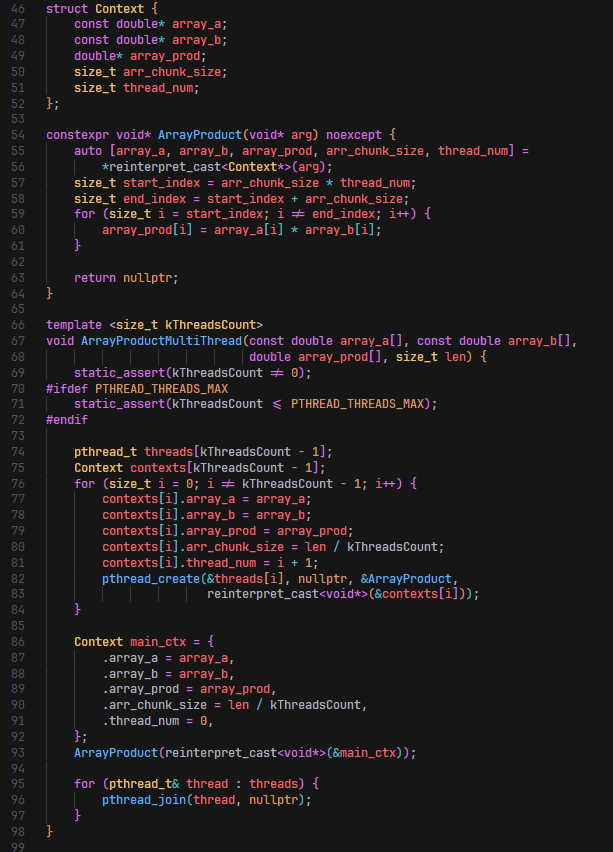 46 struct Context {
47     const double* array_a;
48     const double* array_b;
49     double* array_prod;
50     size_t arr_chunk_size;
51     size_t thread_num;
52 };
53
54 constexpr void* ArrayProduct(void* arg) noexcept {
55     auto [array_a, array_b, array_prod, arr_chunk_size, thread_num] =
56         *reinterpret_cast<Context*>(arg);
57     size_t start_index = arr_chunk_size * thread_num;
58     size_t end_index = start_index + arr_chunk_size;
59     for (size_t i = start_index; i ≠ end_index; i++) {
60         array_prod[i] = array_a[i] * array_b[i];
61     }
62
63     return nullptr;
64 }
65
66 template <size_t kThreadsCount>
67 void ArrayProductMultiThread(const double array_a[], const double array_b[],
68                              double array_prod[], size_t len) {
69     static_assert(kThreadsCount ≠ 0);
70 #ifdef PTHREAD_THREADS_MAX
71     static_assert(kThreadsCount ⩽ PTHREAD_THREADS_MAX);
72 #endif
73
74     pthread_t threads[kThreadsCount - 1];
75     Context contexts[kThreadsCount - 1];
76     for (size_t i = 0; i ≠ kThreadsCount - 1; i++) {
77         contexts[i].array_a = array_a;
78         contexts[i].array_b = array_b;
79         contexts[i].array_prod = array_prod;
80         contexts[i].arr_chunk_size = len / kThreadsCount;
81         contexts[i].thread_num = i + 1;
82         pthread_create(&threads[i], nullptr, &ArrayProduct,
83                        reinterpret_cast<void*>(&contexts[i]));
84     }
85
86     Context main_ctx = {
87         .array_a = array_a,
88         .array_b = array_b,
89         .array_prod = array_prod,
90         .arr_chunk_size = len / kThreadsCount,
91         .thread_num = 0,
92     };
93     ArrayProduct(reinterpret_cast<void*>(&main_ctx));
94
95     for (pthread_t& thread : threads) {
96         pthread_join(thread, nullptr);
97     }
98 }
99